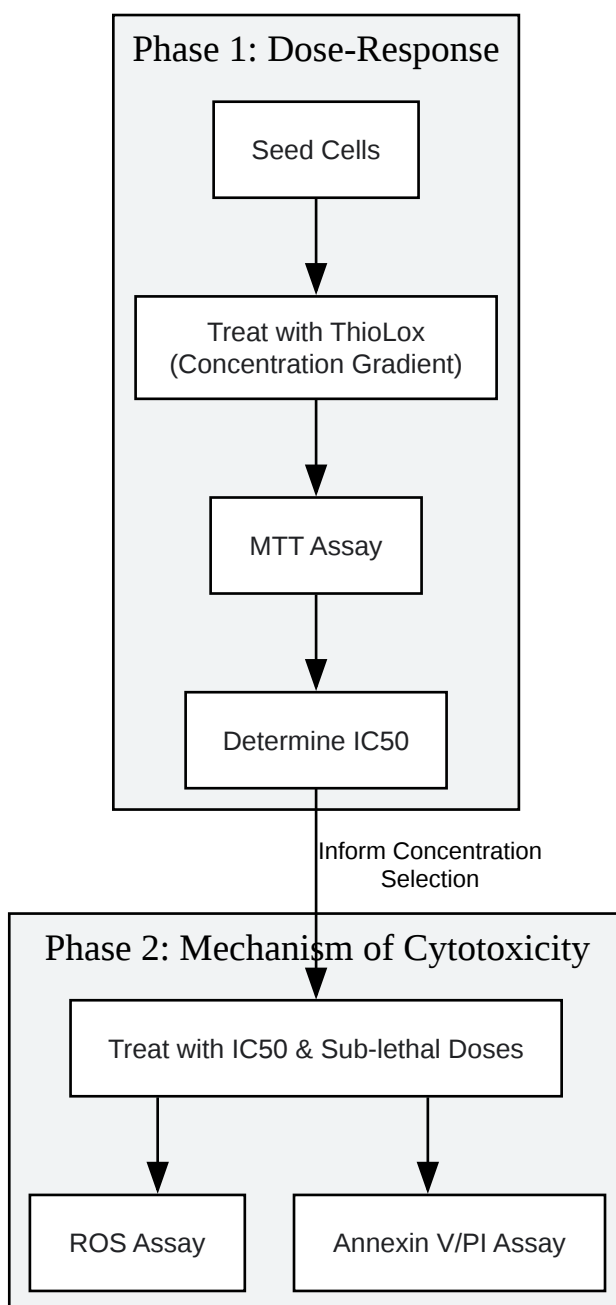 Phase 1: Dose-Response
Seed Cells
Treat with ThioLox
(Concentration Gradient)
MTT Assay
Determine IC50
Inform Concentration
Selection
Phase 2: Mechanism of Cytotoxicity
Treat with IC50 & Sub-lethal Doses
ROS Assay
Annexin V/PI Assay